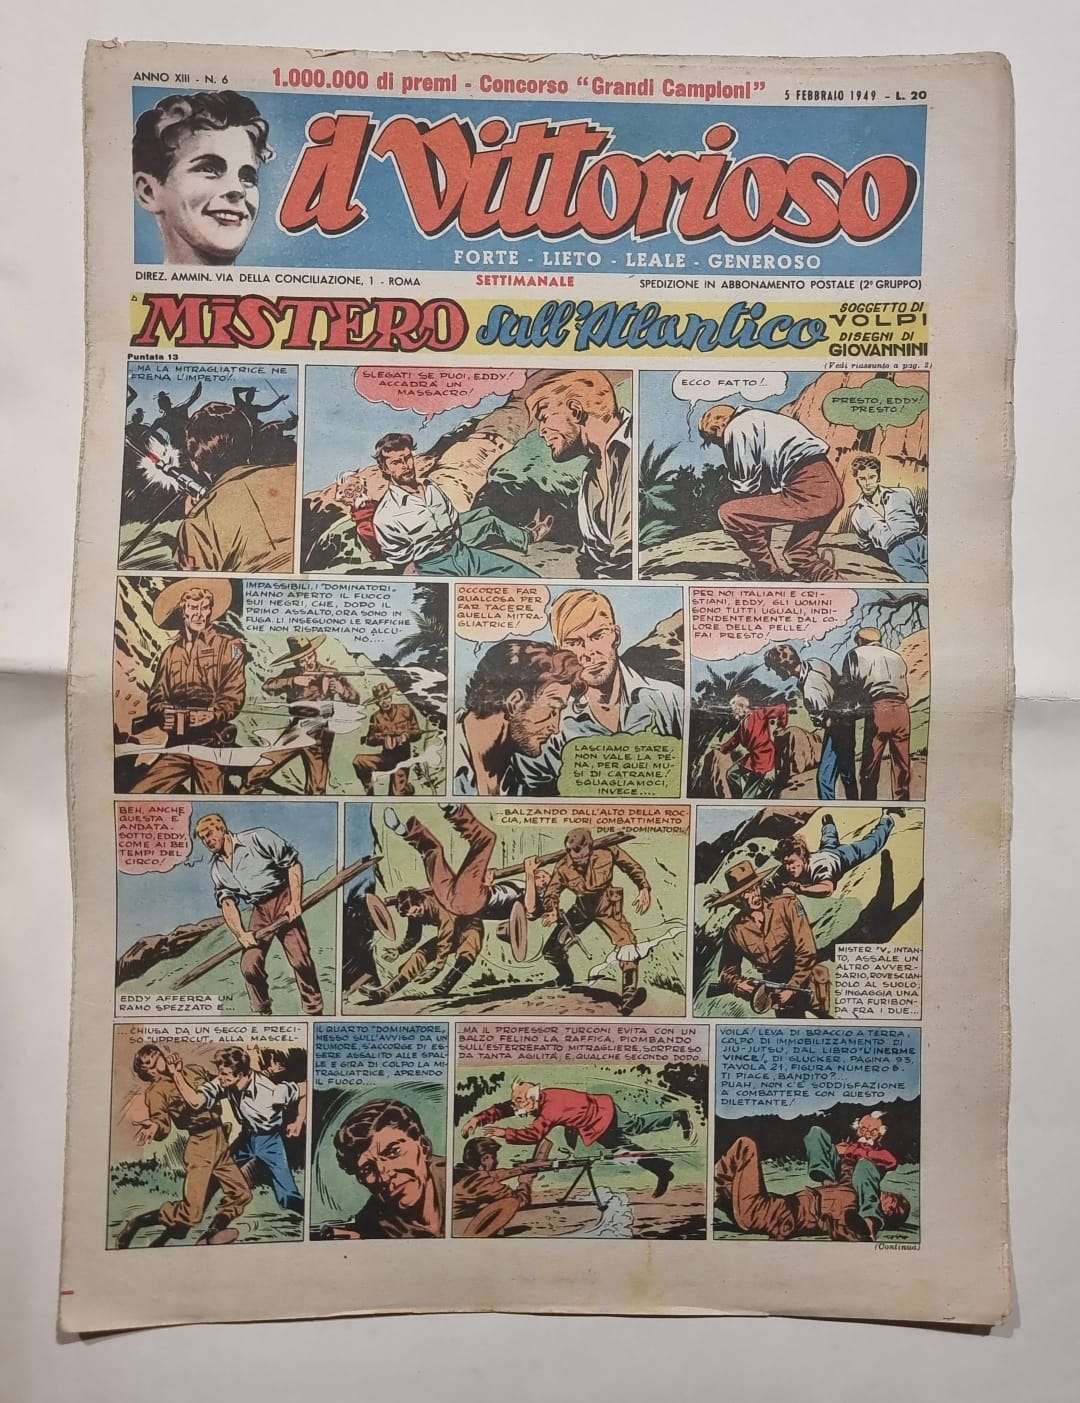 ANNO XIII - N. 6
1.000.000 di premi - Concorso "Grandi Campioni"
5 FEBBRAIO 1949 - L. 20
il Vittorioso
FORTE - LIETO - LEALE - GENEROSO
DIREZ. AMMIN. VIA DELLA CONCILIAZIONE, 1 - ROMA
SETTIMANALE
SPEDIZIONE IN ABBONAMENTO POSTALE (2° GRUPPO)
MISTERO sull'Atlantico
SOGGETTO DI
VOLPI
DISEGNI DI
GIOVANNINI
Puntata 13
(Vedi riassunto a pag. 2)
..MA LA MITRAGLIATRICE NE
FRENA L'IMPETO!..
SLEGATI SE PUOI, EDDY!
ACCADRÀ UN
MASSACRO!
ECCO FATTO!..
PRESTO, EDDY!
PRESTO!
IMPASSIBILI, I "DOMINATORI„
HANNO APERTO IL FUOCO
SUI NEGRI, CHE, DOPO IL
PRIMO ASSALTO, ORA SONO IN
FUGA. LI INSEGUONO LE RAFFICHE
CHE NON RISPARMIANO ALCU-
NO....
OCCORRE FAR
QUALCOSA PER
FAR TACERE
QUELLA MITRA-
GLIATRICE!
LASCIAMO STARE,
NON VALE LA PE-
NA, PER QUEI MU-
SI DI CATRAME!
SQUAGLIAMOCI,
INVECE....
PER NOI ITALIANI E CRI-
STIANI, EDDY, GLI UOMINI
SONO TUTTI UGUALI, INDI-
PENDENTEMENTE DAL CO-
LORE DELLA PELLE!
FAI PRESTO!
BEH, ANCHE
QUESTA È
ANDATA.
SOTTO, EDDY,
COME AI BEI
TEMPI DEL
CIRCO!
EDDY AFFERRA UN
RAMO SPEZZATO E...
...BALZANDO DALL'ALTO DELLA ROC-
CIA, METTE FUORI COMBATTIMENTO
DUE "DOMINATORI„!
MISTER "V„, INTAN-
TO, ASSALE UN
ALTRO AVVER-
SARIO, ROVESCIAN-
DOLO AL SUOLO:
S'INGAGGIA UNA
LOTTA FURIBON-
DA FRA I DUE...
...CHIUSA DA UN SECCO E PRECI-
SO "UPPERCUT„ ALLA MASCEL-
IL QUARTO "DOMINATORE„
MESSO SULL'AVVISO DA UN
RUMORE, S'ACCORGE DI ES-
SERE ASSALITO ALLE SPAL-
LE E GIRA DI COLPO LA MI-
TRAGLIATRICE, APRENDO
IL FUOCO....
MA IL PROFESSOR TURCONI EVITA CON UN
BALZO FELINO LA RAFFICA, PIOMBANDO
SULL'ESTERREFATTO MITRAGLIERE, SORPRESO
DA TANTA AGILITÀ, E, QUALCHE SECONDO DOPO...
VOILÀ! LEVA DI BRACCIO A TERRA,
COLPO DI IMMOBILIZZAMENTO DI
JIU-JUTSU, DAL LIBRO "L'INERME
VINCE!„ DI GLUCKER, PAGINA 93,
TAVOLA 21, FIGURA NUMERO 8.
TI PIACE, BANDITO?..
PUAH, NON C'È SODDISFAZIONE
A COMBATTERE CON QUESTO
DILETTANTE!
(Continua)